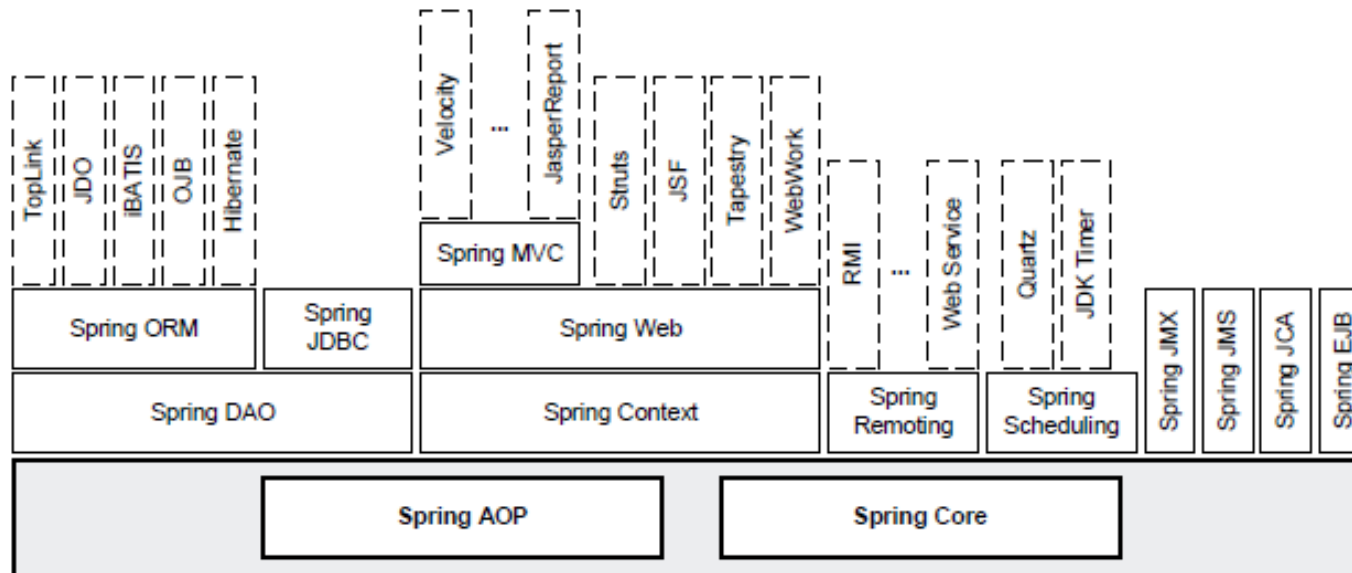 Velocity
...
JasperReport
TopLink
JDO
iBATIS
OJB
Hibernate
Struts
JSF
Tapestry
WebWork
Spring MVC
RMI
...
Web Service
Quartz
JDK Timer
Spring ORM
Spring
JDBC
Spring Web
Spring JMX
Spring JMS
Spring JCA
Spring EJB
Spring DAO
Spring Context
Spring
Remoting
Spring
Scheduling
Spring AOP
Spring Core